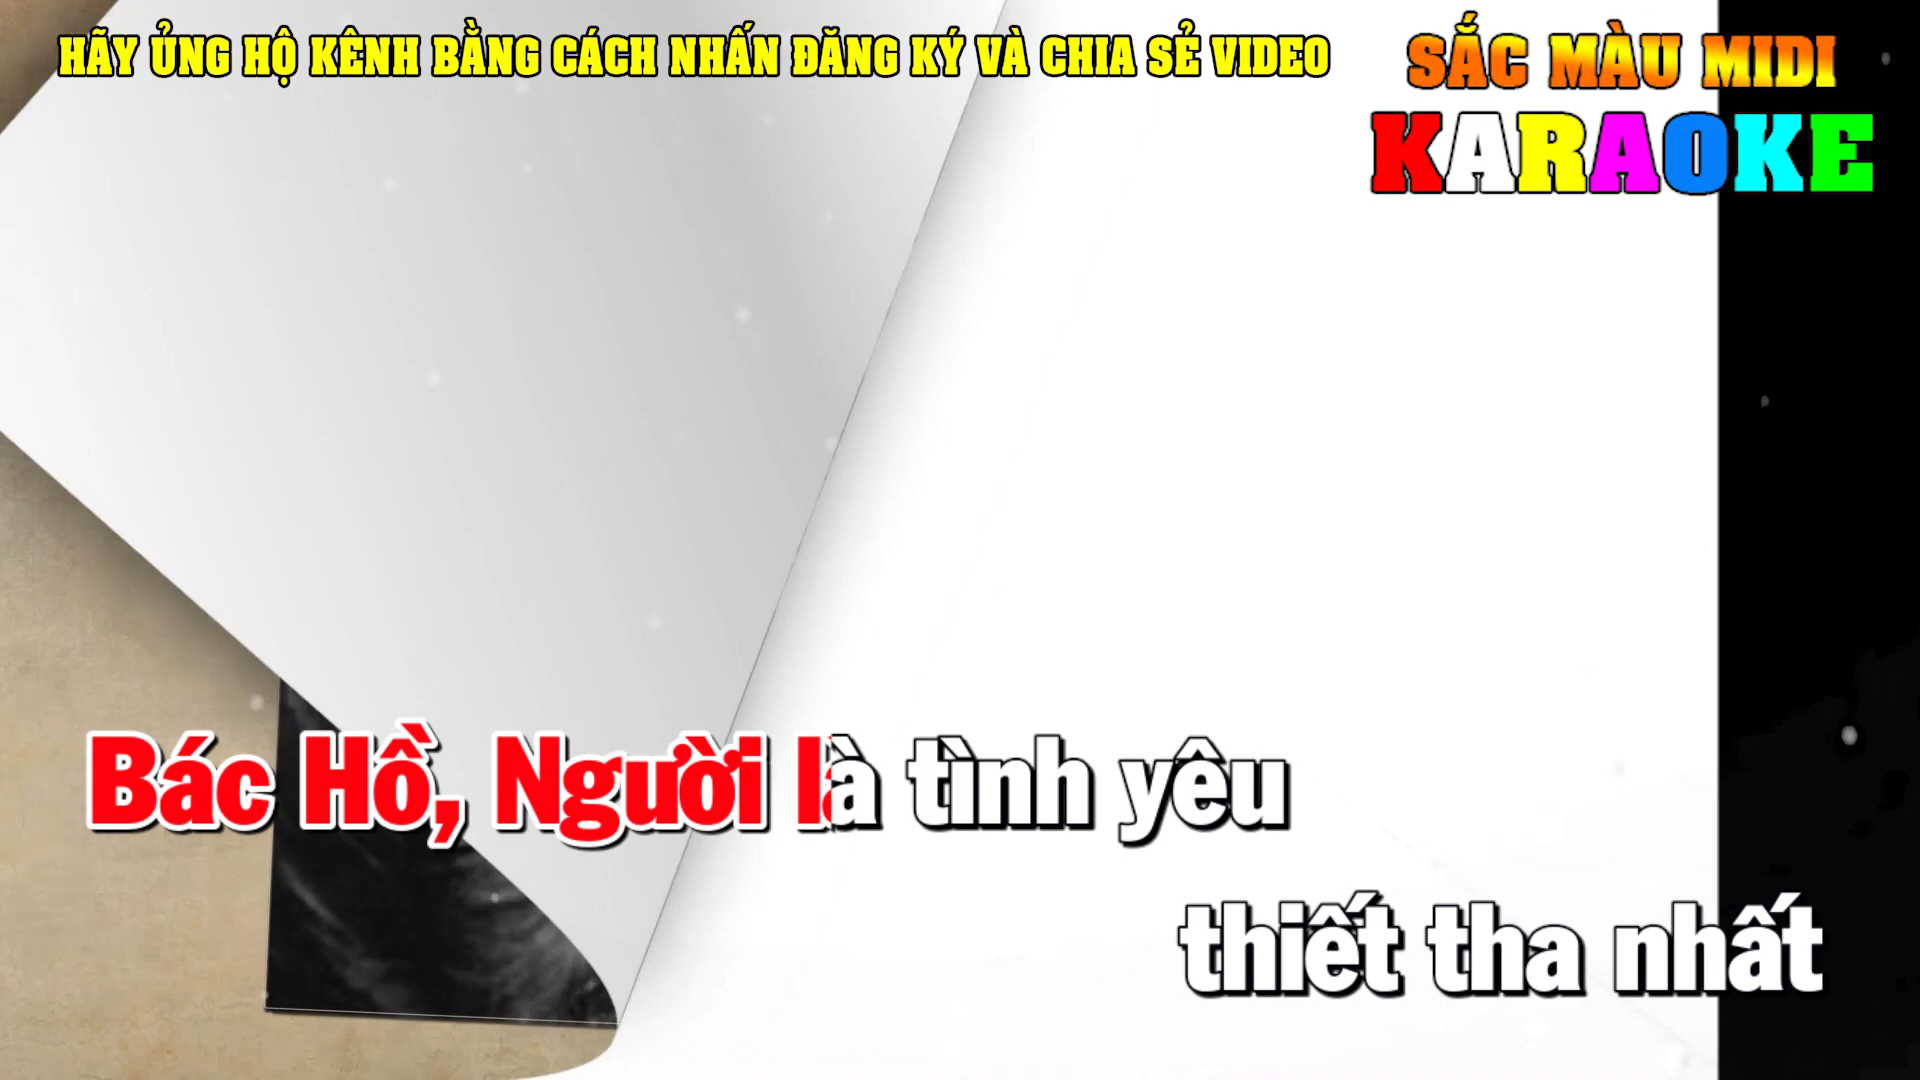 HÃY ỦNG HỘ KÊNH BẰNG CÁCH NHẤN ĐĂNG KÝ VÀ CHIA SẺ VIDEO
SẮC MÀU MIDI
KARAOKE
Bác Hồ, Người là tình yêu
thiết tha nhất